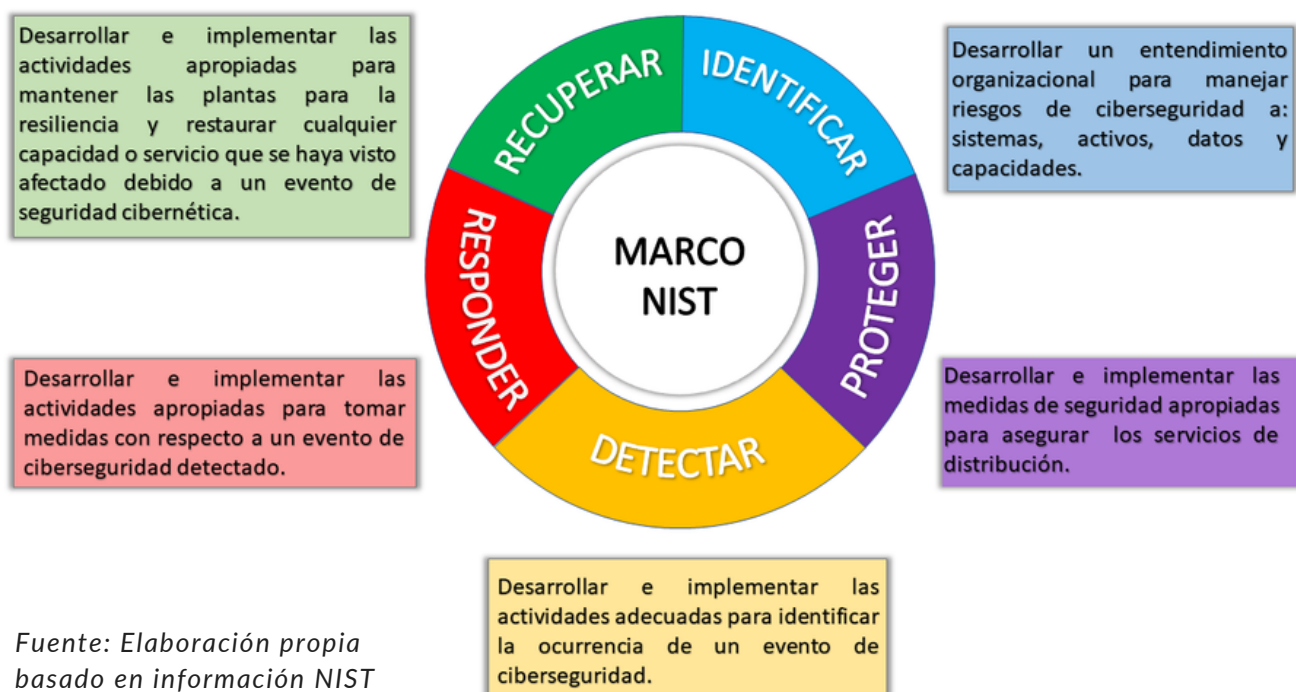 Desarrollar e implementar las
actividades apropiadas para
mantener las plantas para la
resiliencia y restaurar cualquier
capacidad o servicio que se haya visto
afectado debido a un evento de
seguridad cibernética.
RECUPERAR
IDENTIFICAR
Desarrollar un entendimiento
organizacional para manejar
riesgos de ciberseguridad a:
sistemas, activos, datos y
capacidades.
RESPONDER
MARCO
NIST
PROTEGER
DETECTAR
Desarrollar e implementar las
actividades apropiadas para tomar
medidas con respecto a un evento de
ciberseguridad detectado.
Desarrollar e implementar las
medidas de seguridad apropiadas
para asegurar los servicios de
distribución.
Desarrollar e implementar las
actividades adecuadas para identificar
la ocurrencia de un evento de
ciberseguridad.
Fuente: Elaboración propia
basado en información NIST